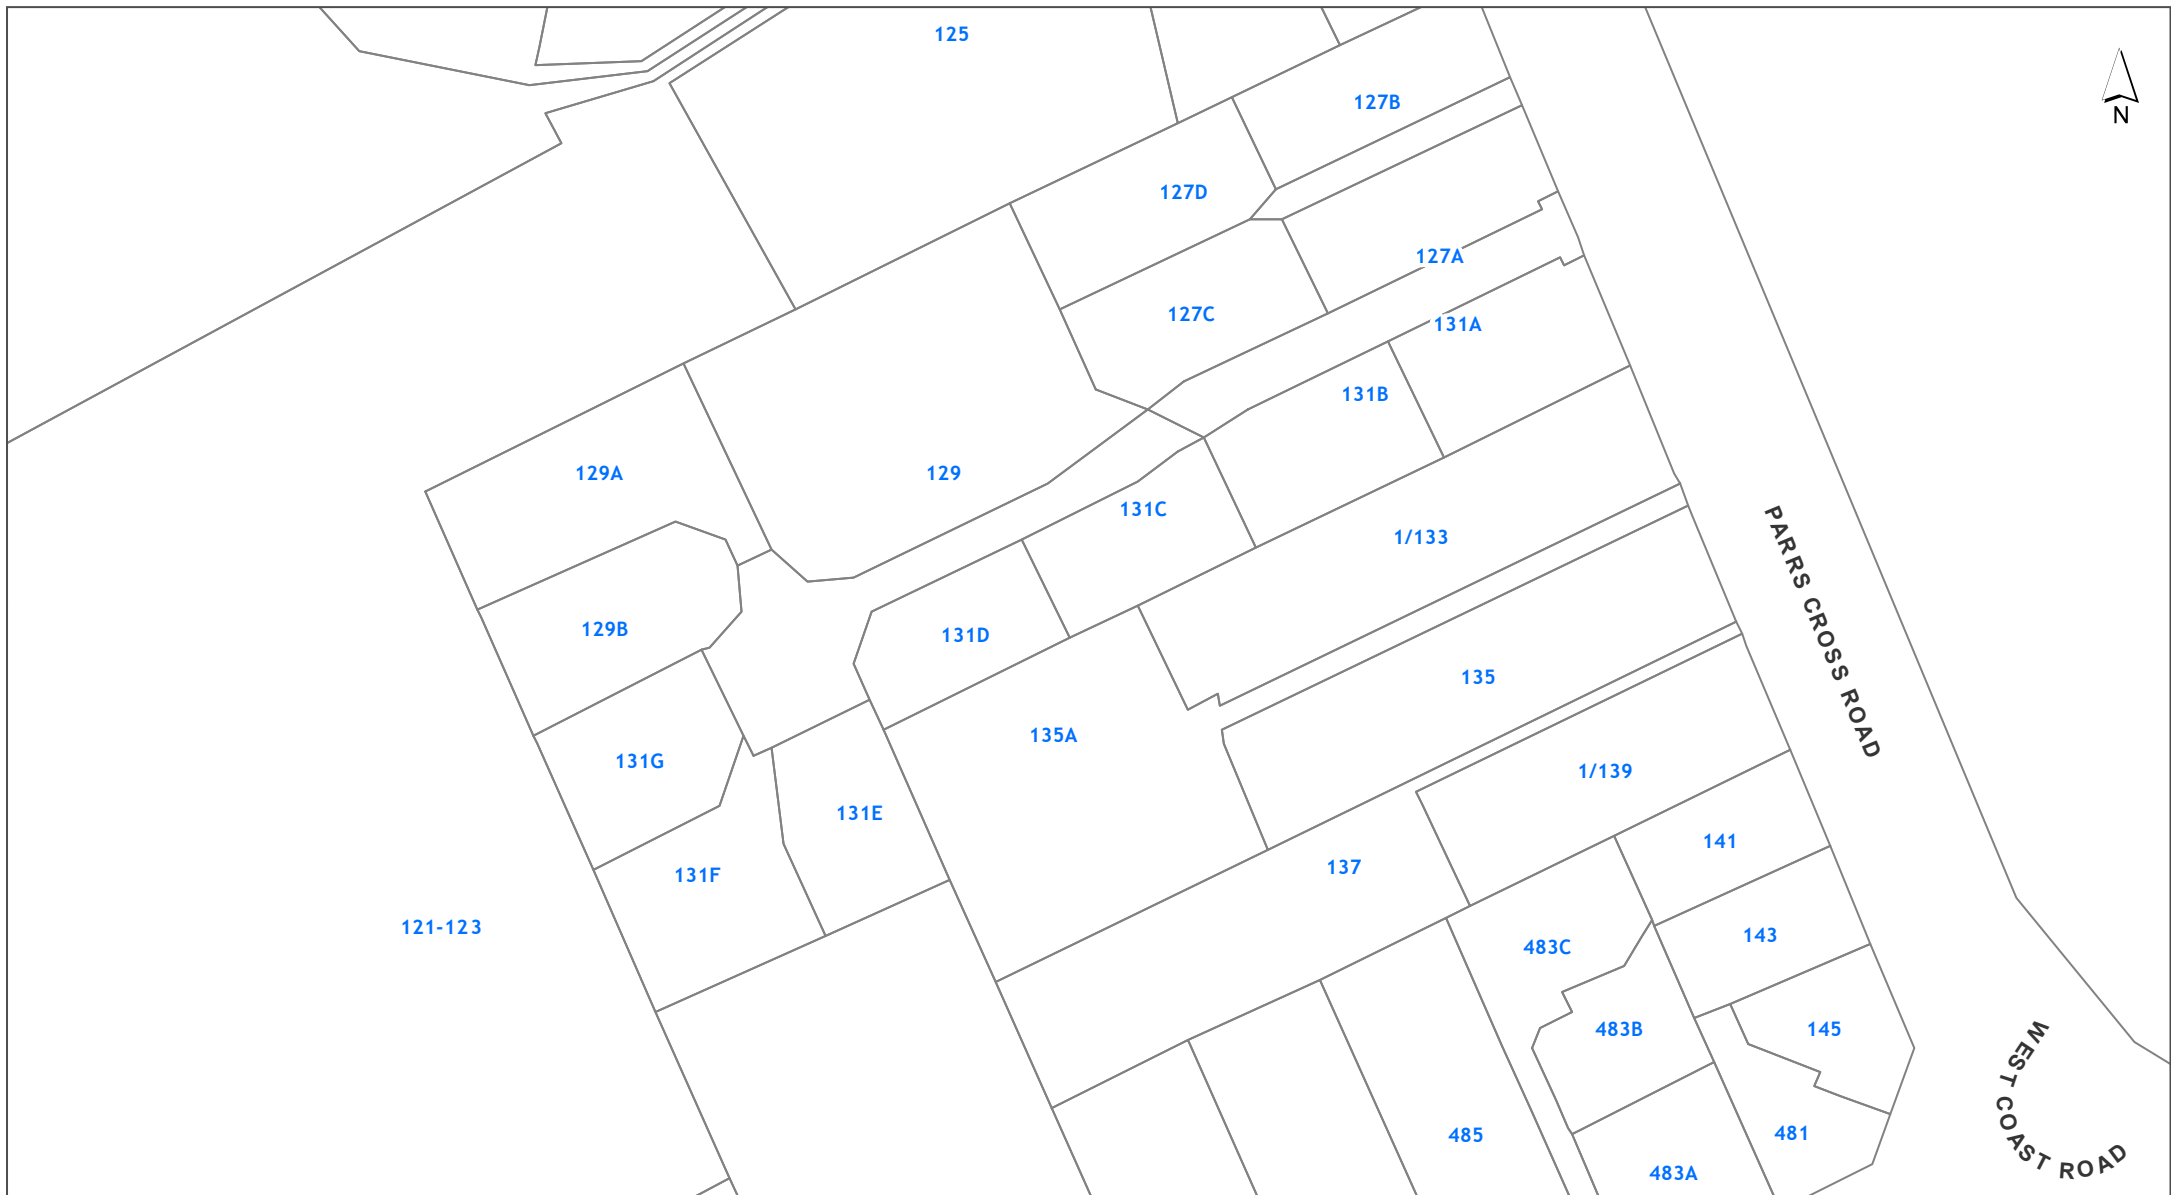 125
N
127B
127D
127A
127C
131A
131B
129A
129
131C
1/133
129B
131D
135
135A
131G
1/139
131E
141
137
131F
121-123
143
483C
483B
145
485
481
483A
PARRS CROSS ROAD
WEST COAST ROAD